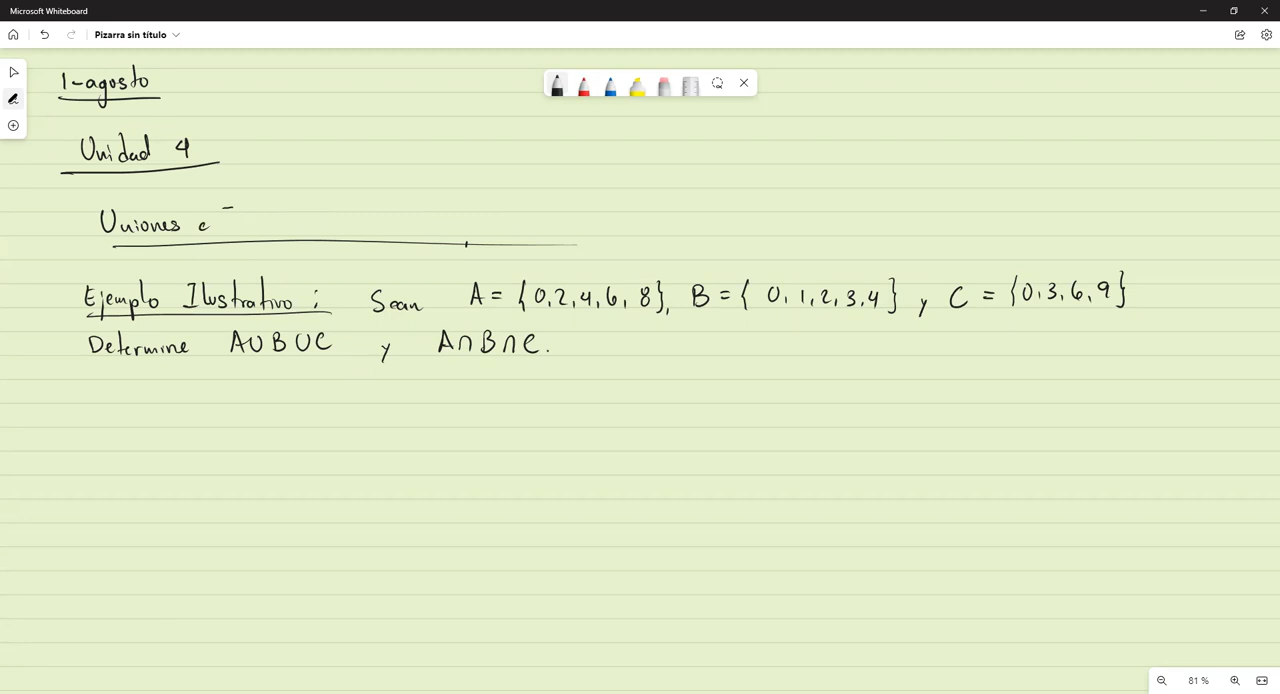 Microsoft Whiteboard
Pizarra sin título
1-agosto
Unidad 4
Uniones e
Ejemplo Ilustrativo : Sean A = {0,2,4,6,8}, B = { 0,1,2,3,4} y C = {0,3,6,9}
Determine A∪B∪C y A∩B∩C.
81 %